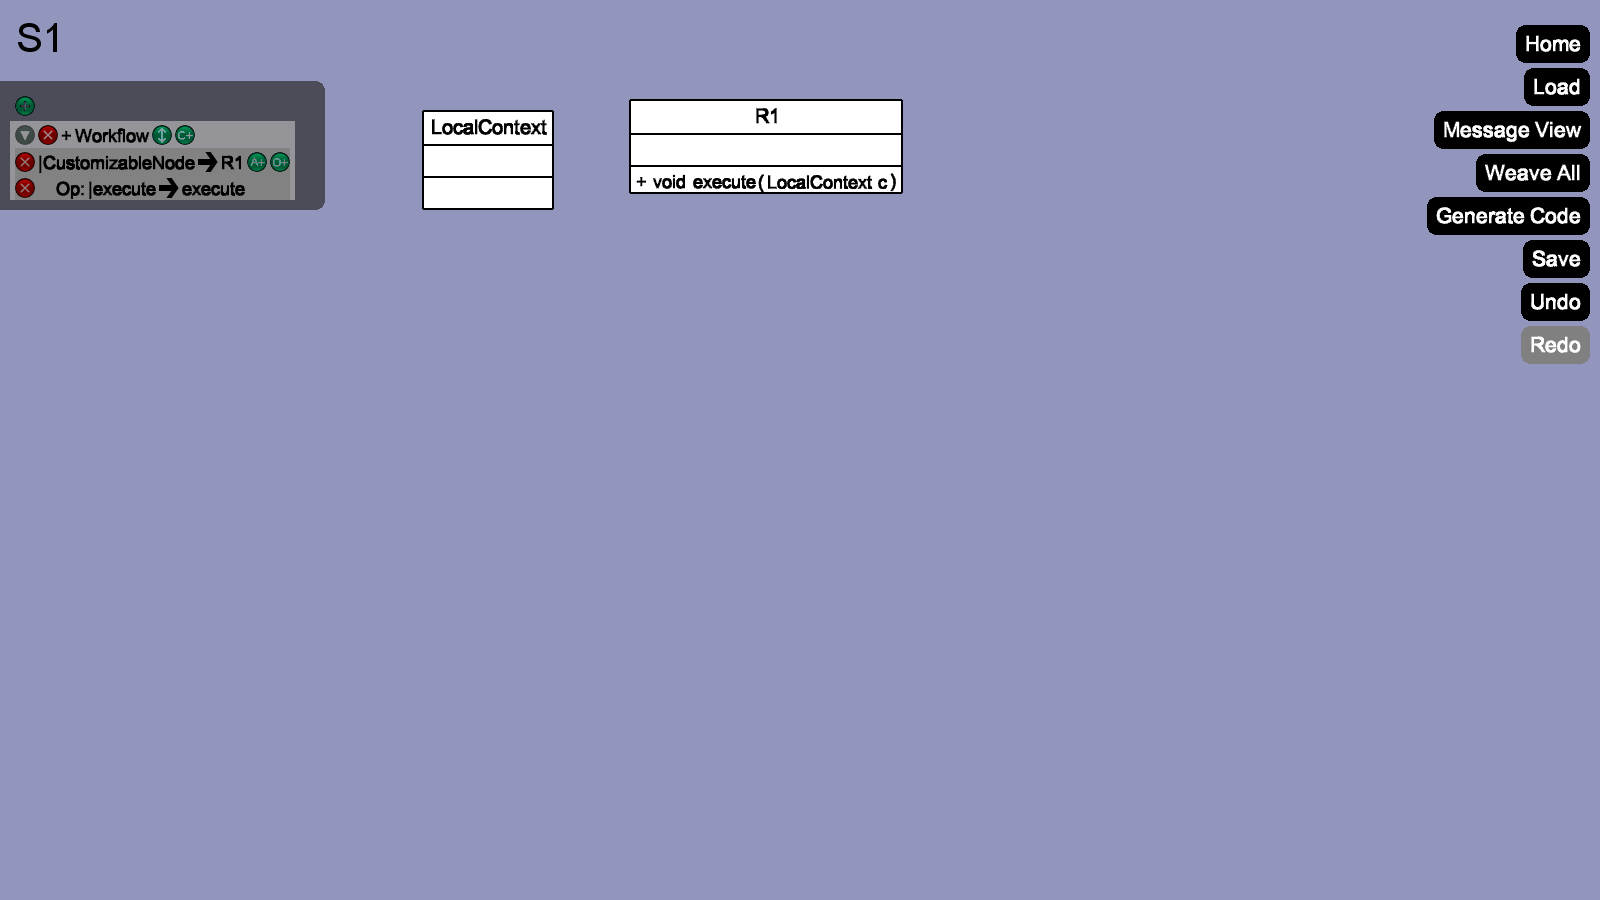 S1
+ Workflow C+
|CustomizableNode → R1 A+ O+
Op: |execute → execute
LocalContext
R1
+ void execute(LocalContext c)
Home
Load
Message View
Weave All
Generate Code
Save
Undo
Redo